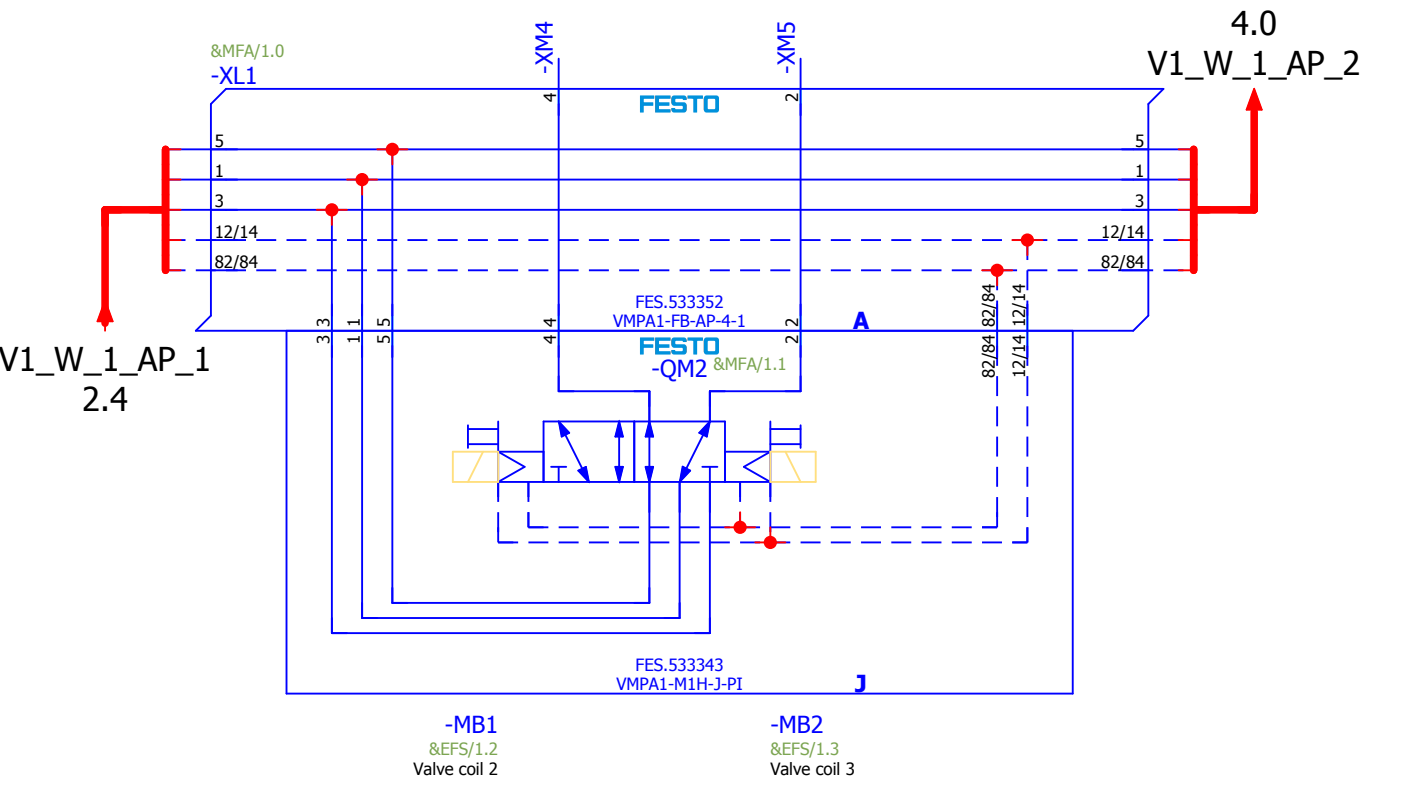 4.0
V1_W_1_AP_2
&MFA/1.0
-XL1
-XM4
-XM5
4
2
FESTO
5
5
1
1
3
3
12/14
12/14
82/84
82/84
FES.533352
VMPA1-FB-AP-4-1
A
3
1
5
4
2
82/84
12/14
3
1
5
4
2
82/84
12/14
FESTO
-QM2
&MFA/1.1
V1_W_1_AP_1
2.4
FES.533343
VMPA1-M1H-J-PI
J
-MB1
&EFS/1.2
Valve coil 2
-MB2
&EFS/1.3
Valve coil 3